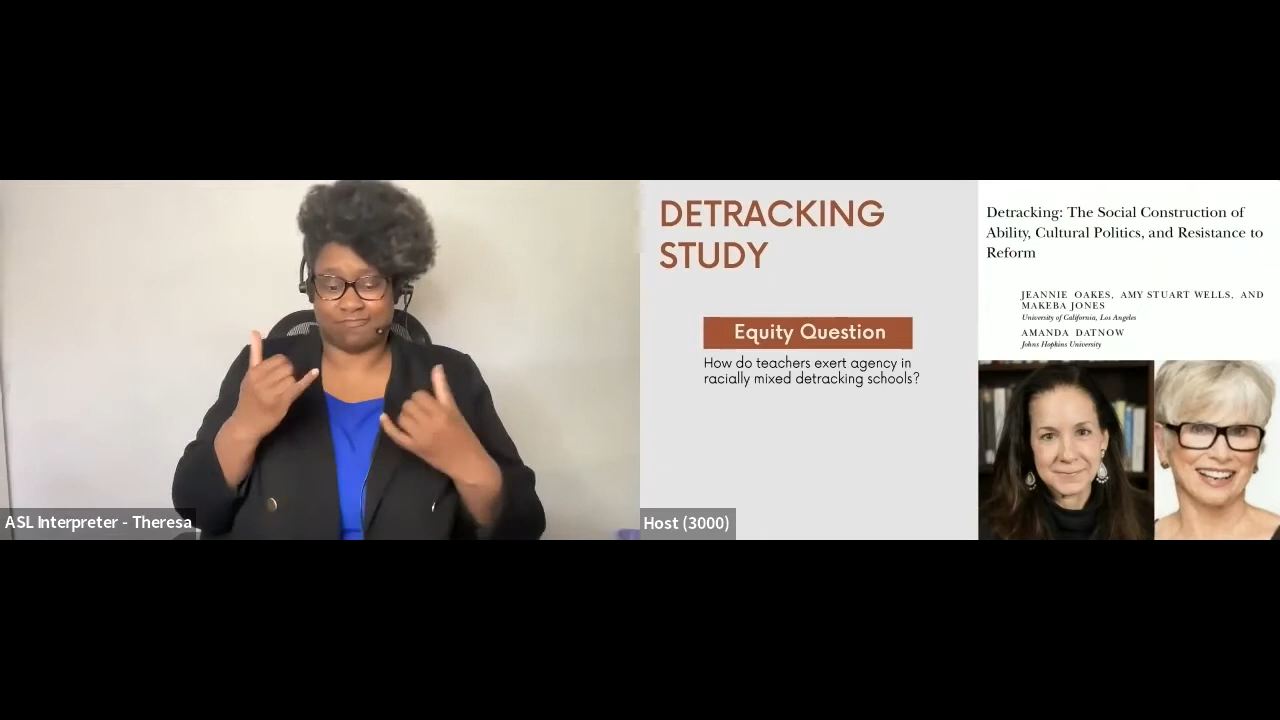 DETRACKING
STUDY
Equity Question
How do teachers exert agency in
racially mixed detracking schools?
Detracking: The Social Construction of
Ability, Cultural Politics, and Resistance to
Reform
JEANNIE OAKES, AMY STUART WELLS, AND
MAKEBA JONES
University of California, Los Angeles
AMANDA DATNOW
Johns Hopkins University
ASL Interpreter - Theresa
Host (3000)